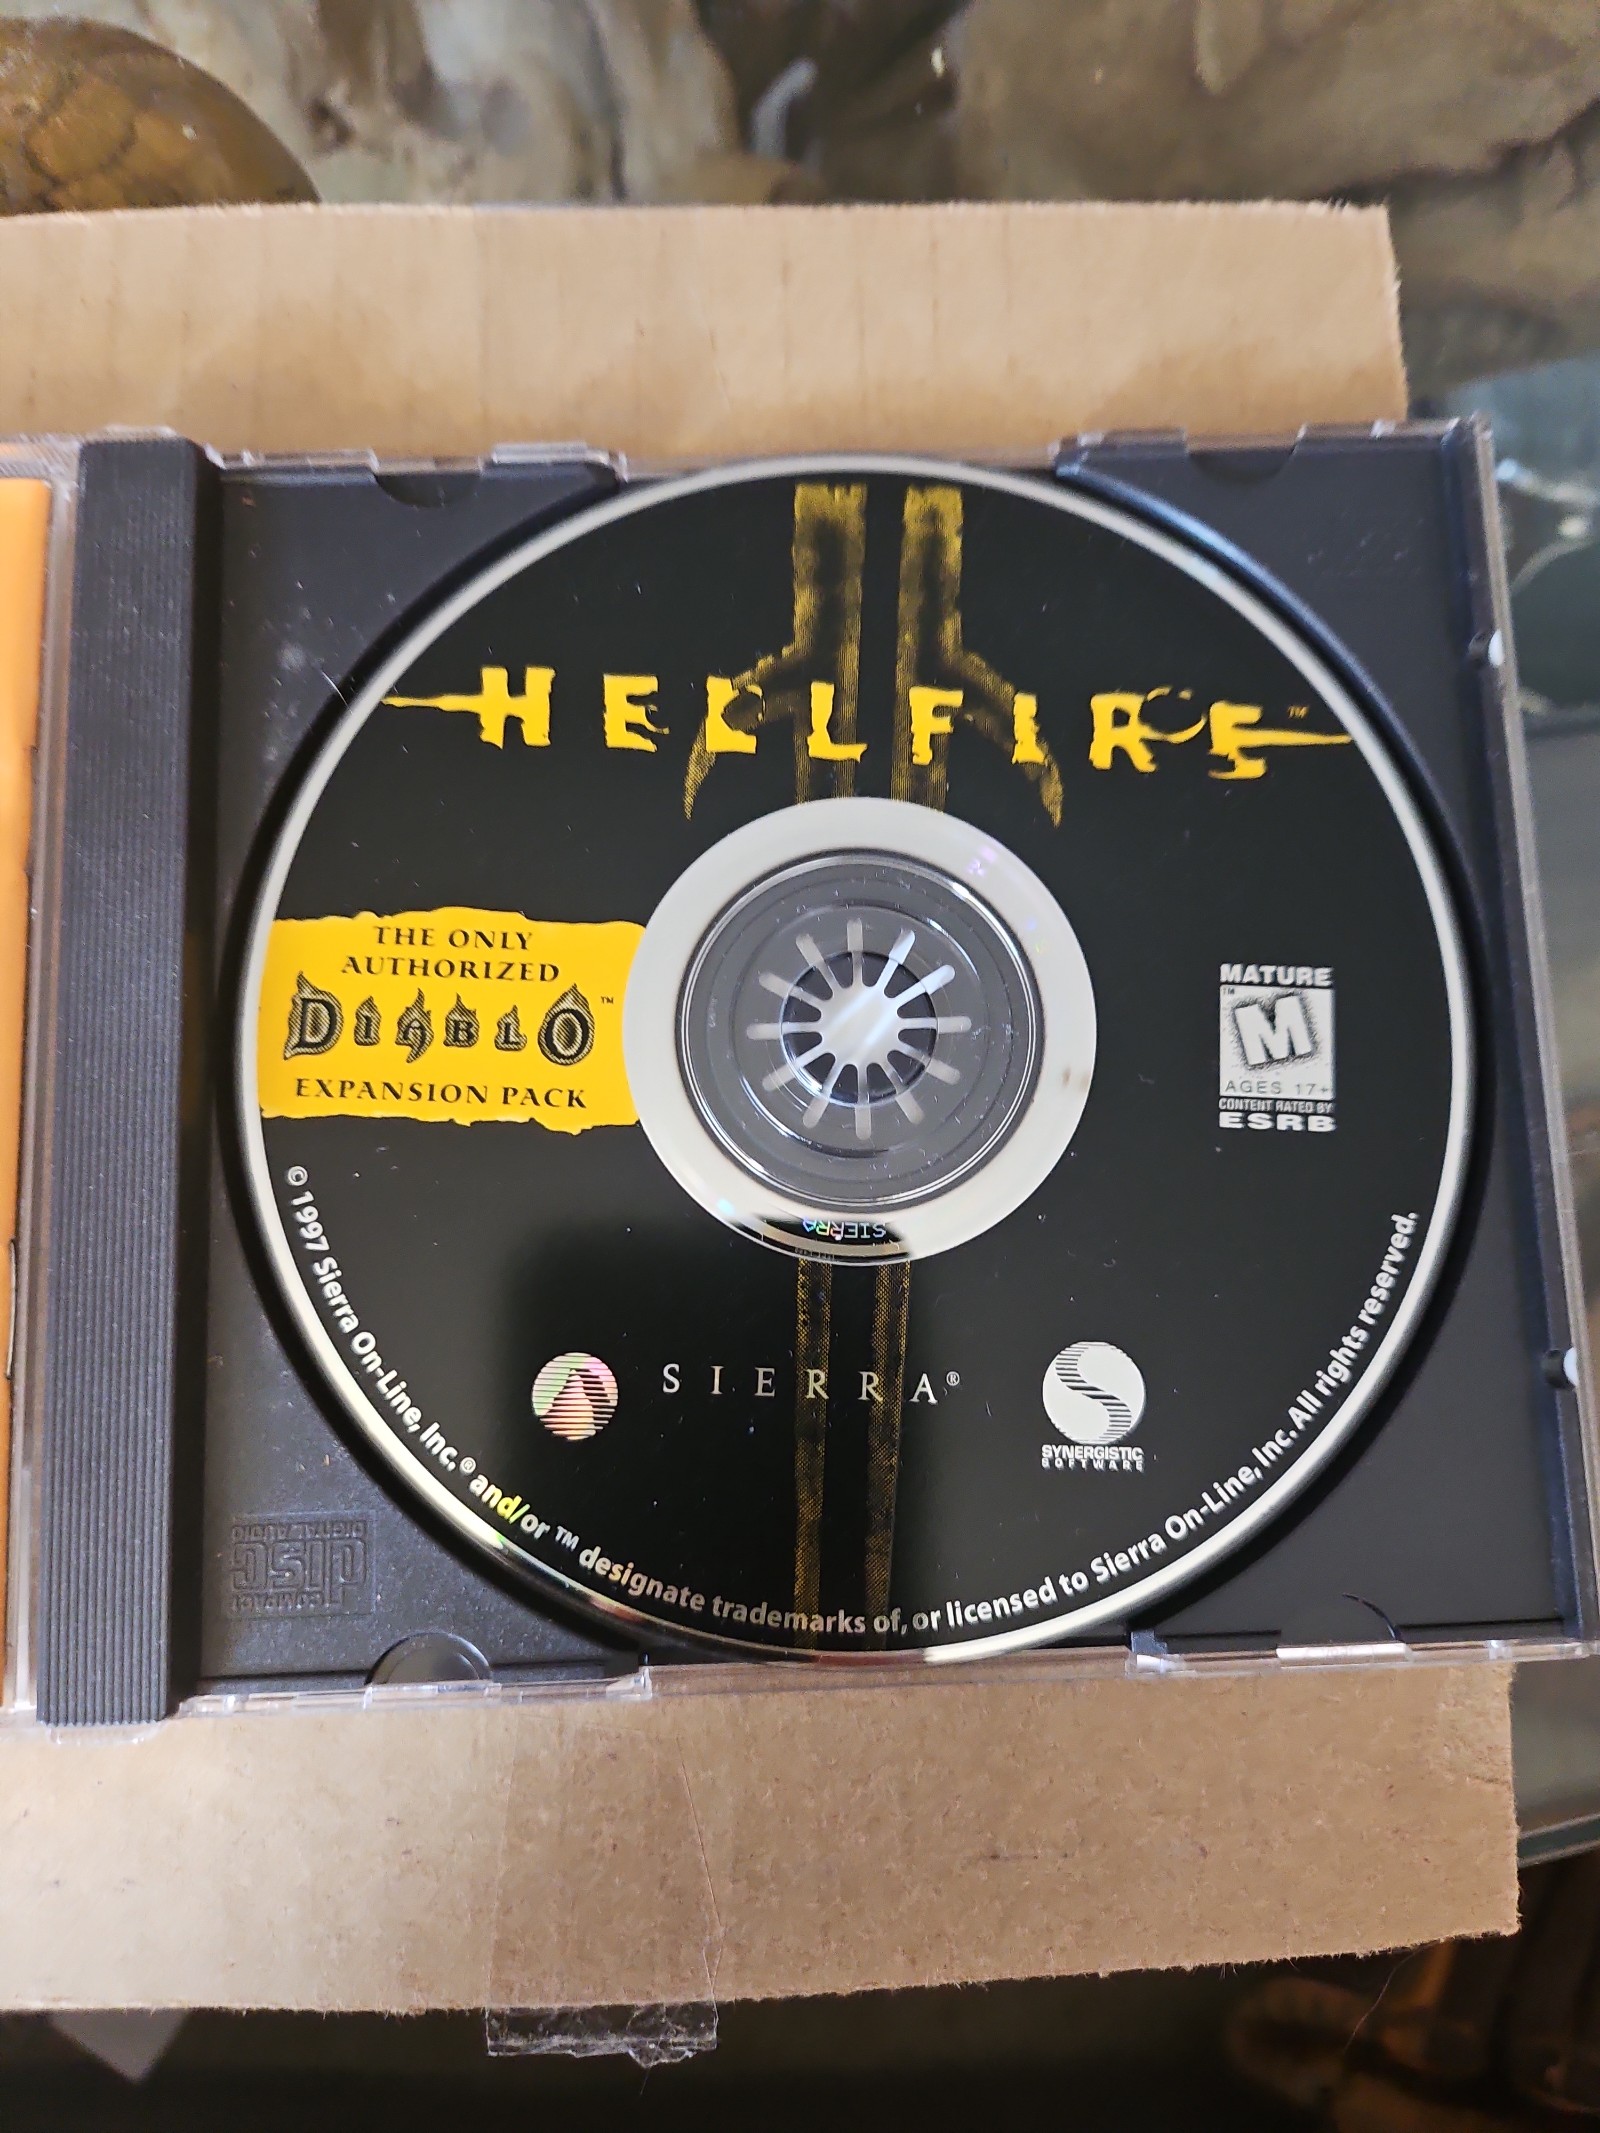 HELLFIRE™
THE ONLY
AUTHORIZED
DIABLO™
EXPANSION PACK
MATURE
™
M
AGES 17+
CONTENT RATED BY
ESRB
SIERRA
SIERRA®
SYNERGISTIC
SOFTWARE
© 1997 Sierra On-Line, Inc.® and/or ™ designate trademarks of, or licensed to Sierra On-Line, Inc. All rights reserved.
COMPACT
disc
DIGITAL AUDIO